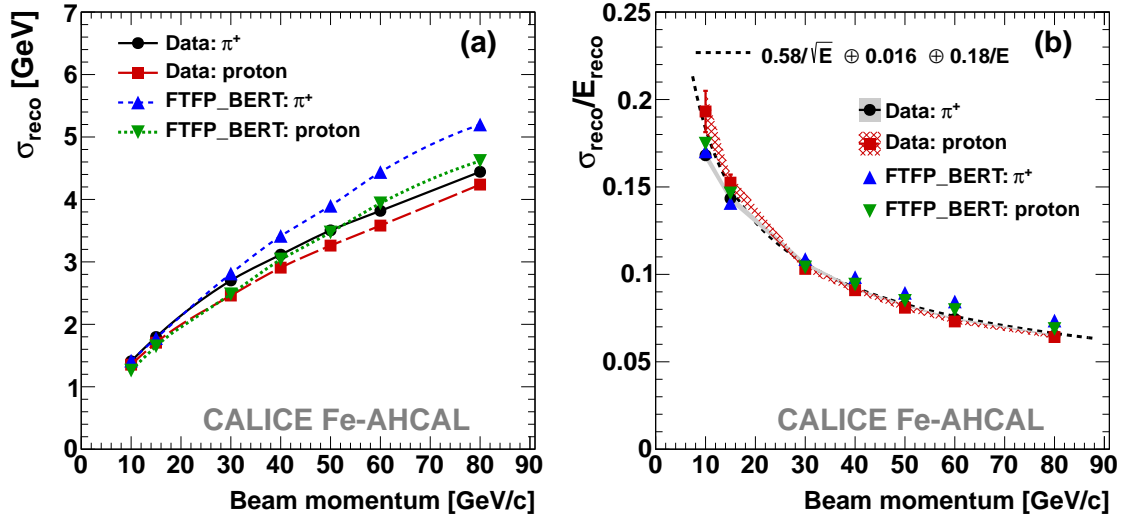 7
6
5
4
3
2
1
0
σreco [GeV]
(a)
Data: π+
Data: proton
FTFP_BERT: π+
FTFP_BERT: proton
CALICE Fe-AHCAL
0 10 20 30 40 50 60 70 80 90
Beam momentum [GeV/c]
0.25
0.2
0.15
0.1
0.05
0
σreco/Ereco
(b)
0.58/√E ⊕ 0.016 ⊕ 0.18/E
Data: π+
Data: proton
FTFP_BERT: π+
FTFP_BERT: proton
CALICE Fe-AHCAL
0 10 20 30 40 50 60 70 80 90
Beam momentum [GeV/c]